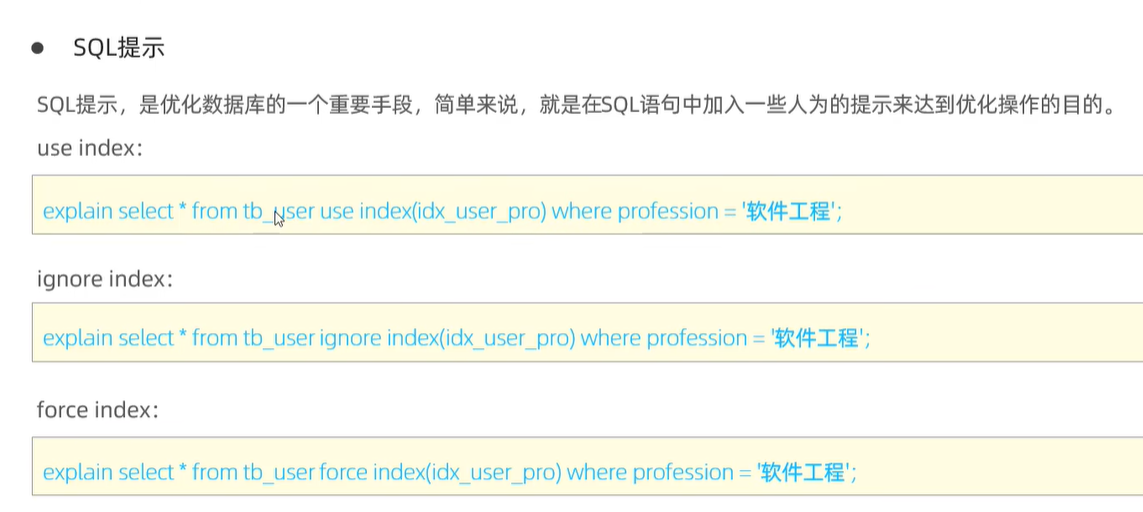 ● SQL提示
SQL提示，是优化数据库的一个重要手段，简单来说，就是在SQL语句中加入一些人为的提示来达到优化操作的目的。
use index：
explain select * from tb_user use index(idx_user_pro) where profession = '软件工程';
ignore index：
explain select * from tb_user ignore index(idx_user_pro) where profession = '软件工程';
force index：
explain select * from tb_user force index(idx_user_pro) where profession = '软件工程';